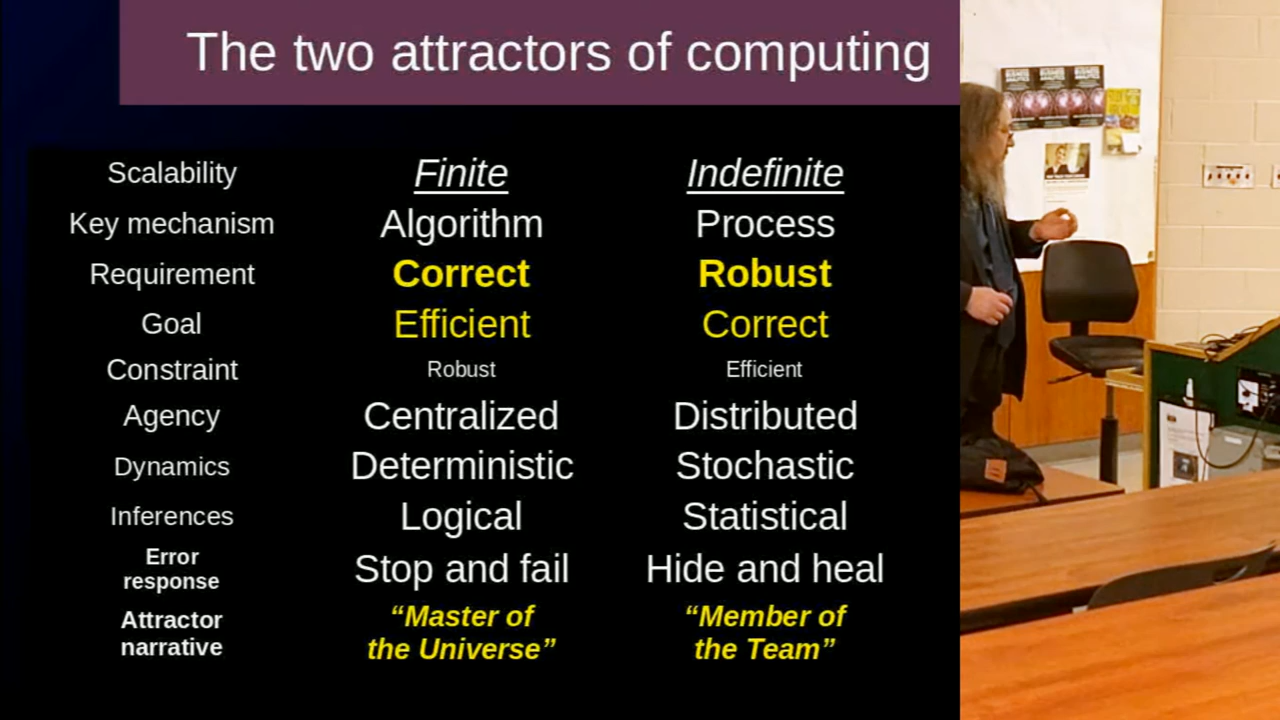 The two attractors of computing
Scalability Finite Indefinite
Key mechanism Algorithm Process
Requirement Correct Robust
Goal Efficient Correct
Constraint Robust Efficient
Agency Centralized Distributed
Dynamics Deterministic Stochastic
Inferences Logical Statistical
Error
response Stop and fail Hide and heal
Attractor
narrative “Master of
the Universe” “Member of
the Team”